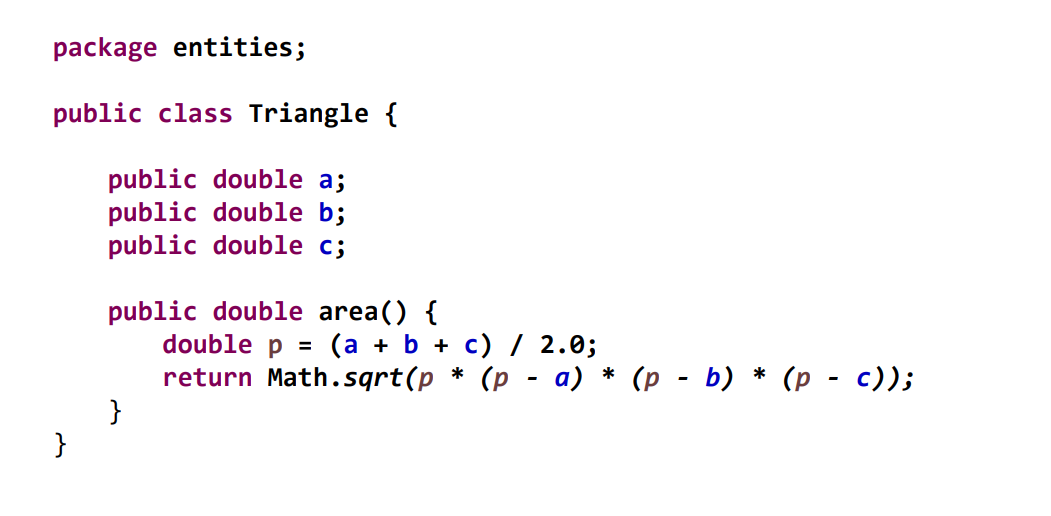 package entities;
public class Triangle {
public double a;
public double b;
public double c;
public double area() {
double p = (a + b + c) / 2.0;
return Math.sqrt(p * (p - a) * (p - b) * (p - c));
}
}